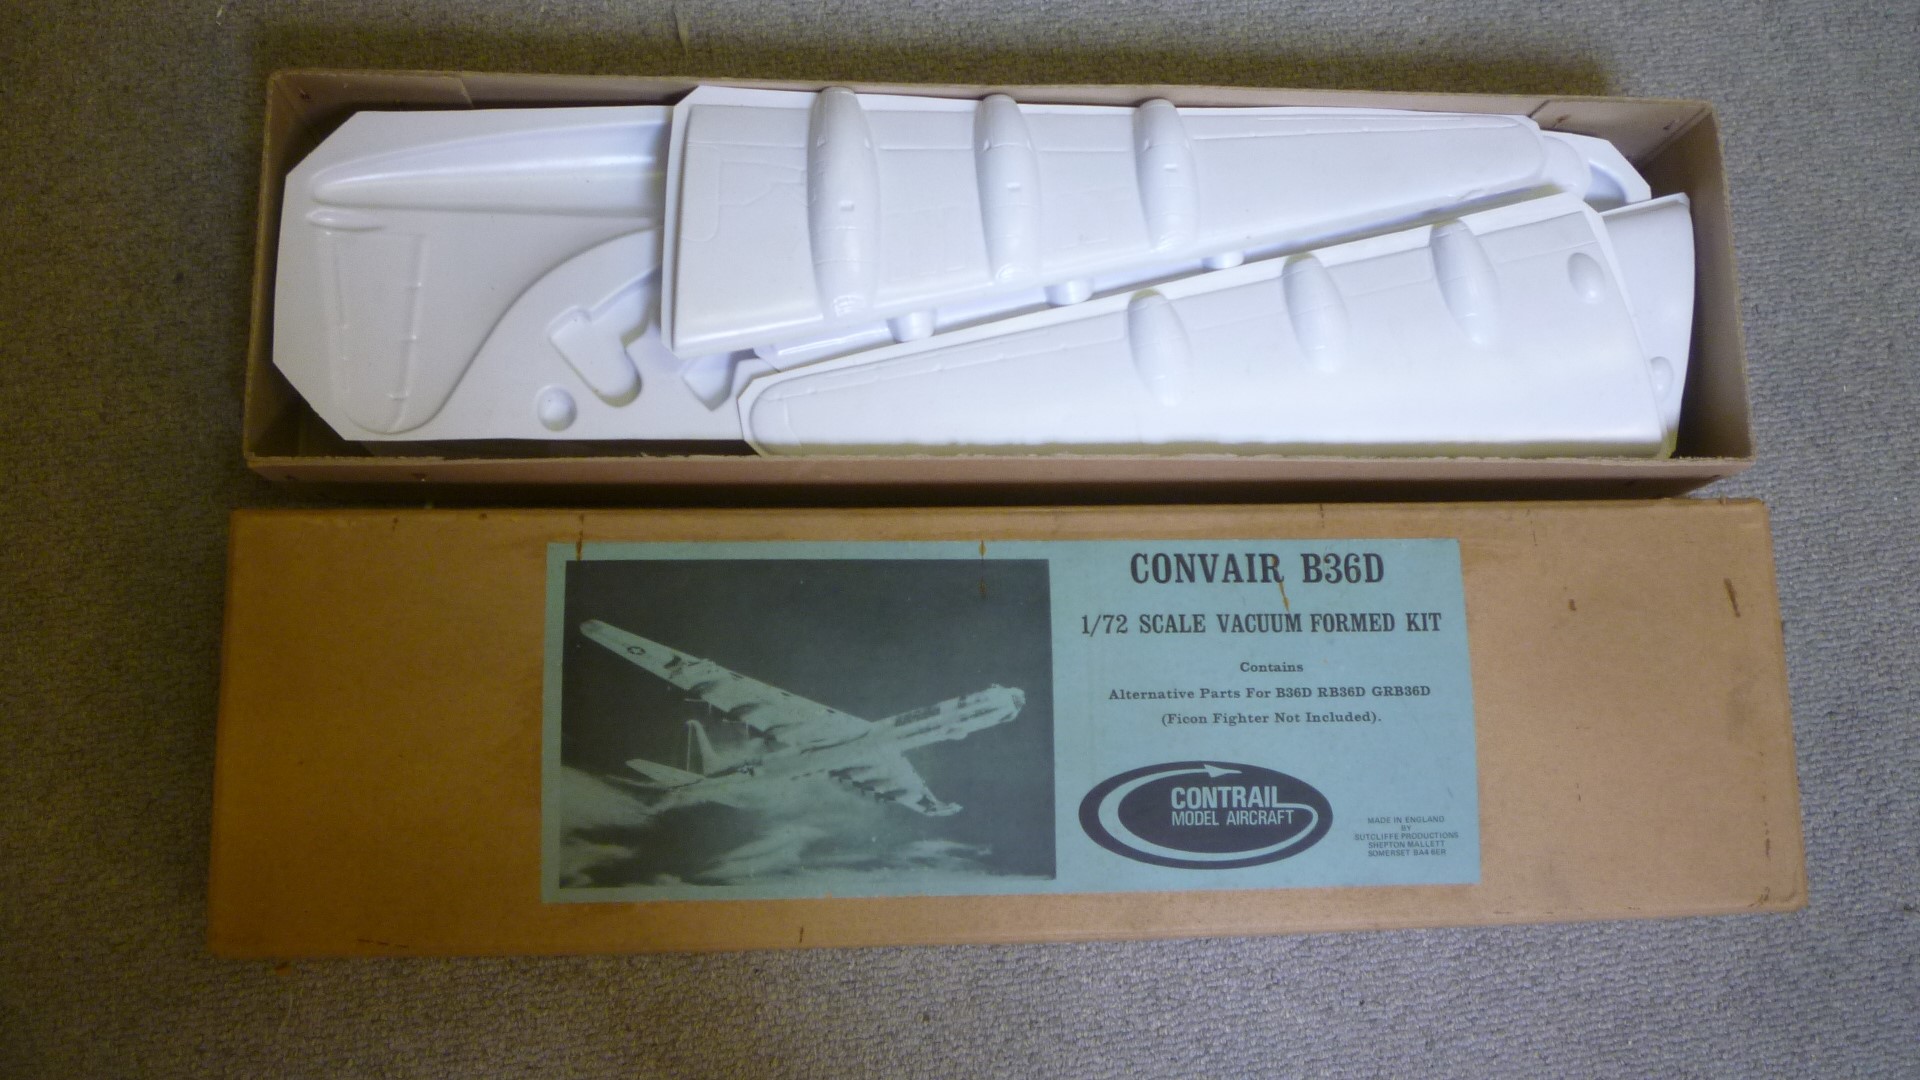 CONVAIR B36D
1/72 SCALE VACUUM FORMED KIT
Contains
Alternative Parts For B36D RB36D GRB36D
(Ficon Fighter Not Included).
CONTRAIL
MODEL AIRCRAFT
MADE IN ENGLAND
BY
SUTCLIFFE PRODUCTIONS
SHEPTON MALLETT
SOMERSET BA4 6ER